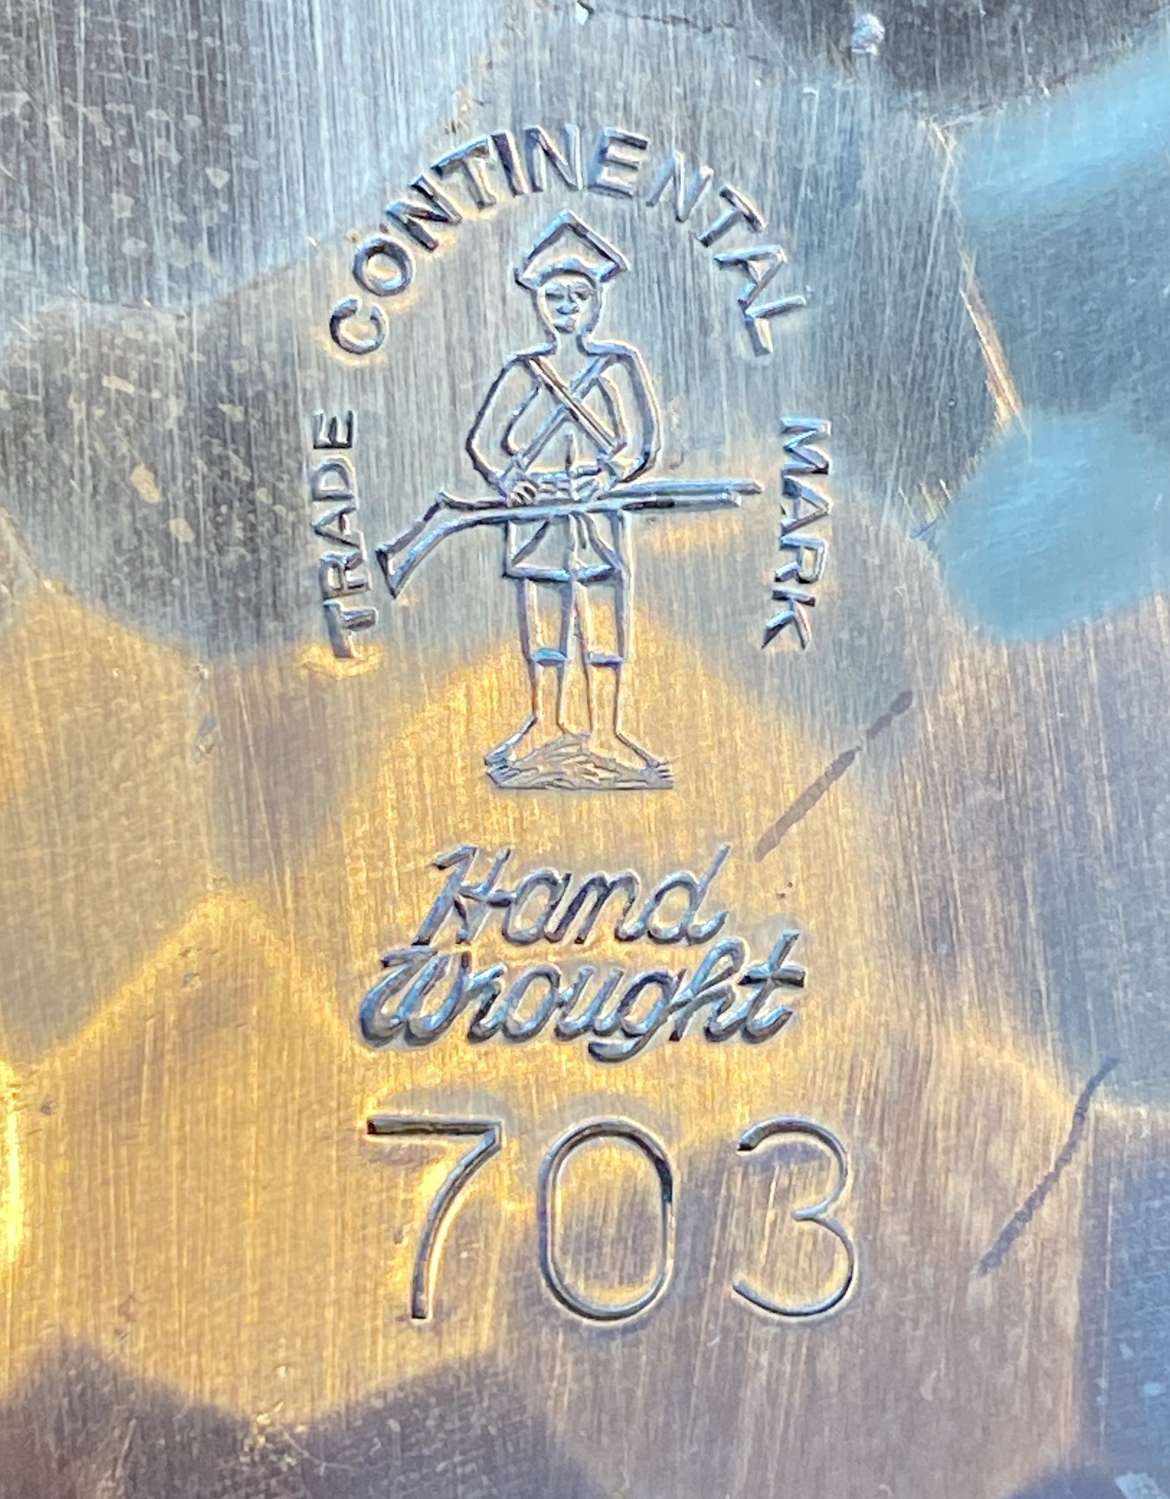 CONTINENTAL
TRADE MARK
Hand
Wrought
703